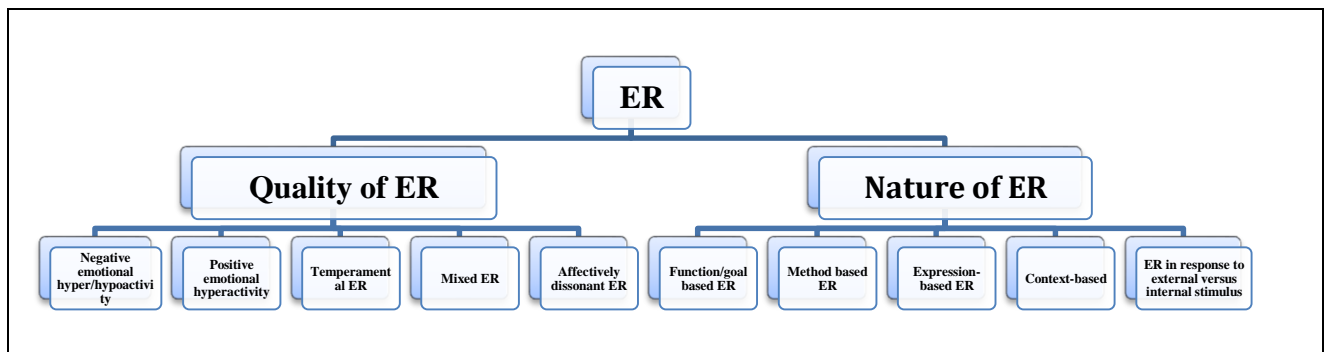 ER
Quality of ER
Nature of ER
Negative
emotional
hyper/hypoactivi
ty
Positive
emotional
hyperactivity
Temperament
al ER
Mixed ER
Affectively
dissonant ER
Function/goal
based ER
Method based
ER
Expression-
based ER
Context-based
ER in response to
external versus
internal stimulus